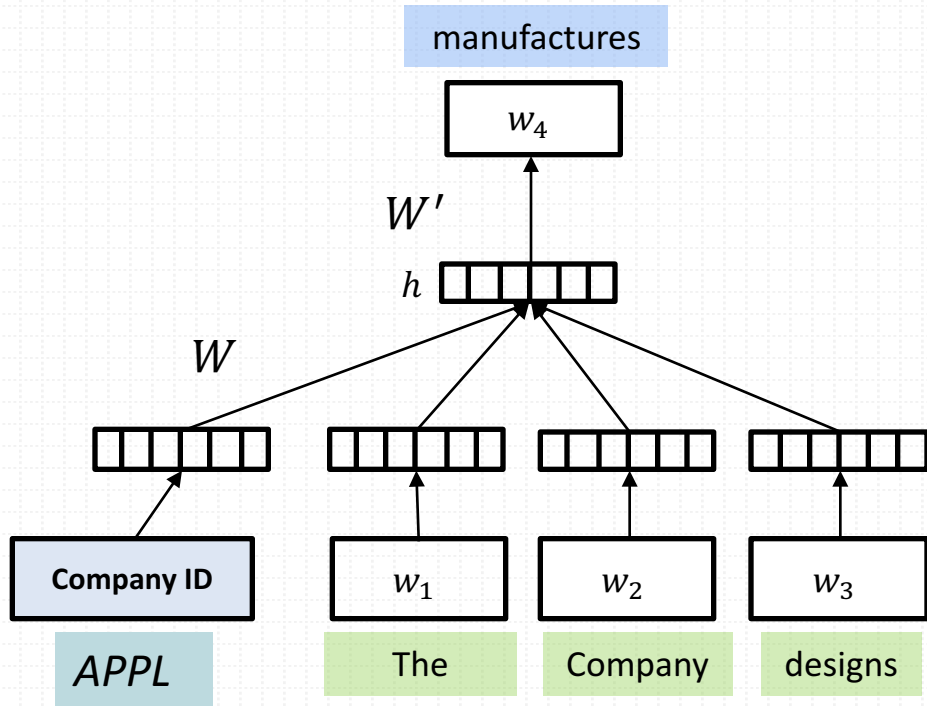 manufactures
w₄
W′
h
W
Company ID
w₁
w₂
w₃
APPL
The
Company
designs